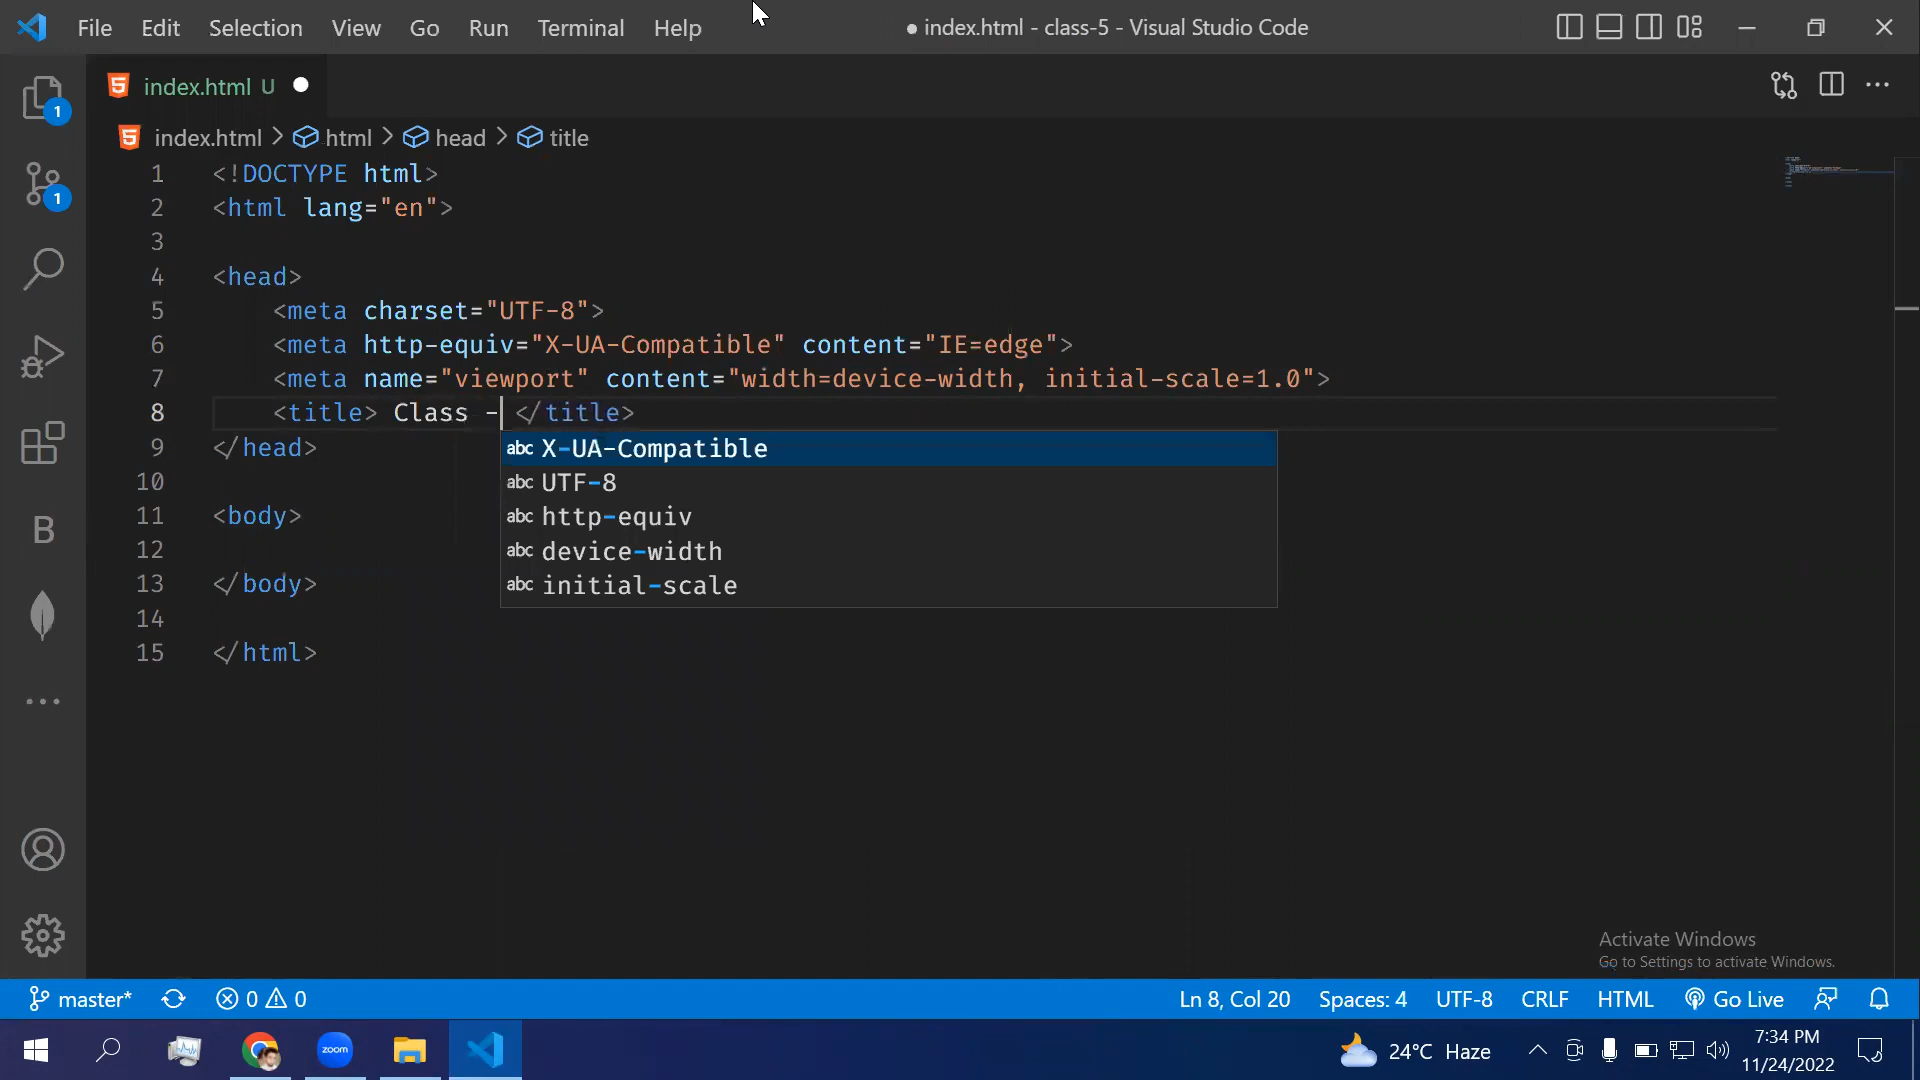 File Edit Selection View Go Run Terminal Help ● index.html - class-5 - Visual Studio Code
index.html U ●
index.html > html > head > title
1 <!DOCTYPE html>
2 <html lang="en">
3
4 <head>
5 <meta charset="UTF-8">
6 <meta http-equiv="X-UA-Compatible" content="IE=edge">
7 <meta name="viewport" content="width=device-width, initial-scale=1.0">
8 <title> Class - </title>
9 </head>
abc X-UA-Compatible
10
abc UTF-8
11 <body>
abc http-equiv
12
abc device-width
13 </body>
abc initial-scale
14
15 </html>
1
1
B
Activate Windows
Go to Settings to activate Windows.
master* 0 0 Ln 8, Col 20 Spaces: 4 UTF-8 CRLF HTML Go Live
zoom 24°C Haze 7:34 PM
11/24/2022